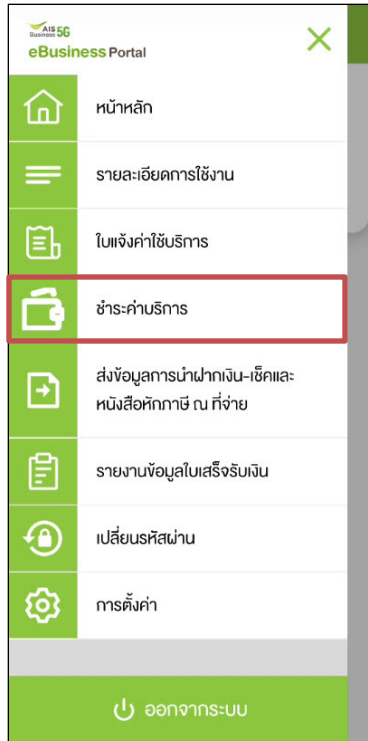 AIS 5G
Business
eBusiness Portal
หน้าหลัก
รายละเอียดการใช้งาน
ใบแจ้งค่าใช้บริการ
ชำระค่าบริการ
ส่งข้อมูลการนำฝากเงิน-เช็คและ
หนังสือหักภาษี ณ ที่จ่าย
รายงานข้อมูลใบเสร็จรับเงิน
เปลี่ยนรหัสผ่าน
การตั้งค่า
ออกจากระบบ